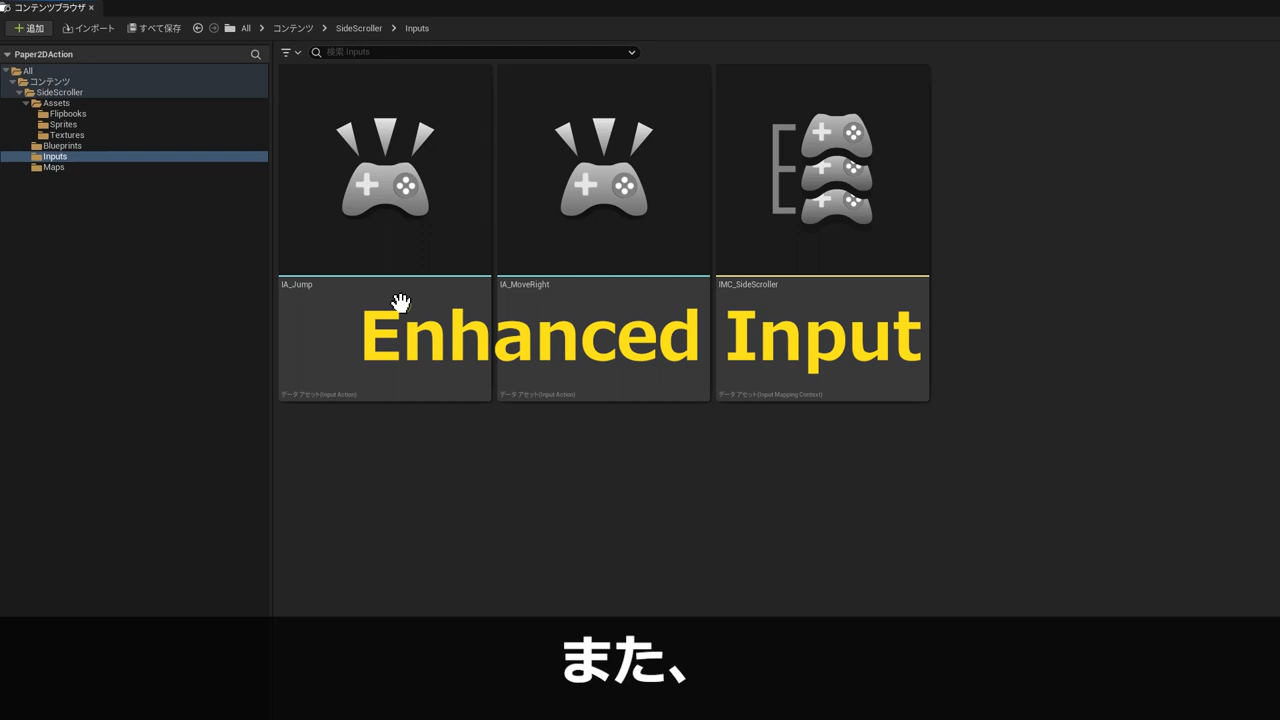 コンテンツブラウザ ×
追加 インポート すべて保存 All > コンテンツ > SideScroller > Inputs
Paper2DAction
検索 Inputs
All
コンテンツ
SideScroller
Assets
Flipbooks
Sprites
Textures
Blueprints
Inputs
Maps
IA_Jump
IA_MoveRight
IMC_SideScroller
Enhanced Input
データ アセット(Input Action)
データ アセット(Input Action)
データ アセット(Input Mapping Context)
また、